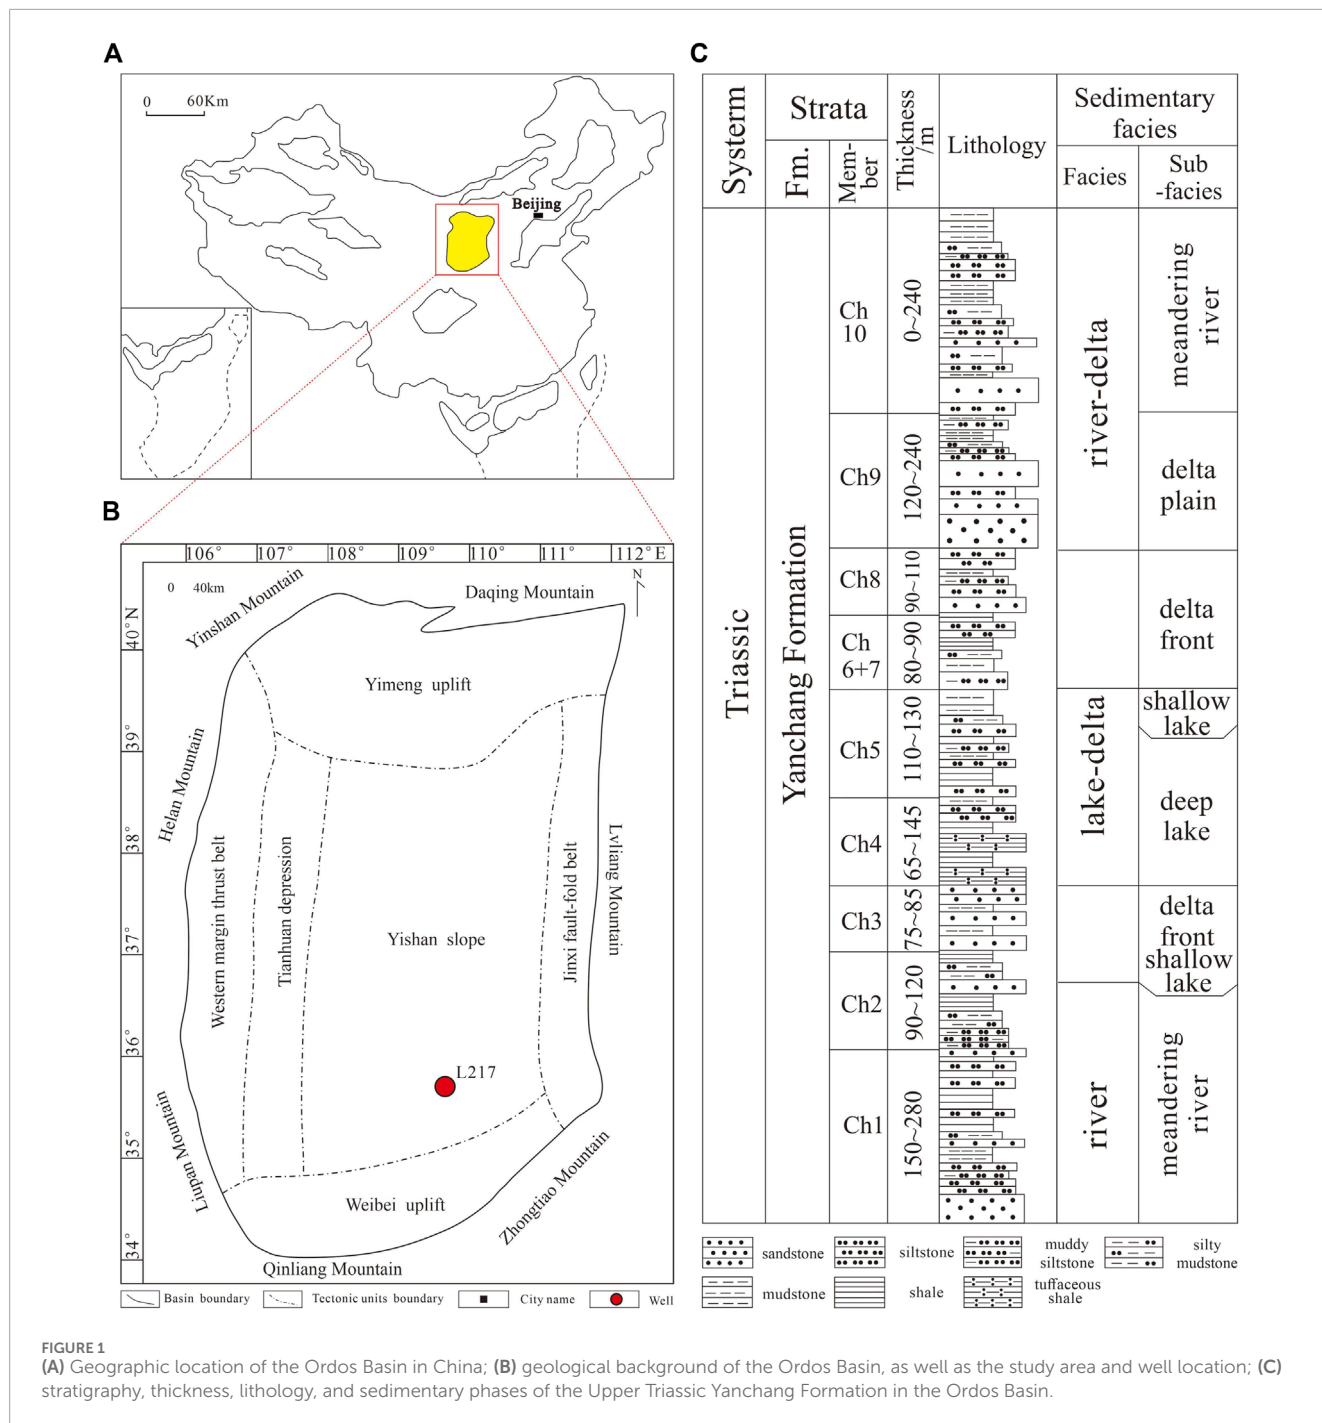 A
0 60Km
Beijing
B
106° 107° 108° 109° 110° 111° 112° E
0 40km
N
Yinshan Mountain
Daqing Mountain
40° N
39°
38°
37°
36°
35°
34°
Yimeng uplift
Helan Mountain
Western margin thrust belt
Tianhuan depression
Yishan slope
Jinxi fault-fold belt
Lvliang Mountain
L217
Liupan Mountain
Weibei uplift
Zhongtiao Mountain
Qinliang Mountain
Basin boundary
Tectonic units boundary
City name
Well
C
Systerm
Strata
Fm.
Mem-
ber
Thickness
/m
Lithology
Sedimentary
facies
Facies
Sub
-facies
Triassic
Yanchang Formation
Ch
10
0~240
river-delta
meandering
river
Ch9
120~240
delta
plain
Ch8
90~110
delta
front
Ch
6+7
80~90
Ch5
110~130
lake-delta
shallow
lake
deep
lake
Ch4
65~145
Ch3
75~85
delta
front
shallow
lake
Ch2
90~120
Ch1
150~280
river
meandering
river
sandstone
siltstone
muddy
siltstone
silty
mudstone
mudstone
shale
tuffaceous
shale
FIGURE 1
(A) Geographic location of the Ordos Basin in China; (B) geological background of the Ordos Basin, as well as the study area and well location; (C)
stratigraphy, thickness, lithology, and sedimentary phases of the Upper Triassic Yanchang Formation in the Ordos Basin.